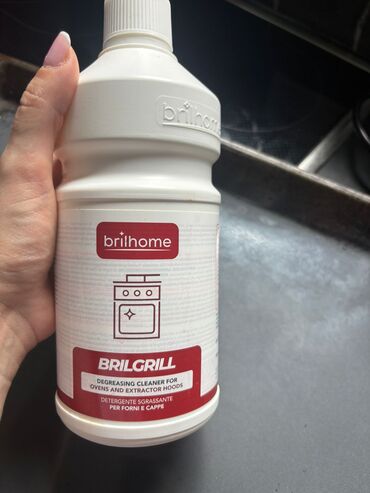 brilhome
brilhome
BRILGRILL
DEGREASING CLEANER FOR
OVENS AND EXTRACTOR HOODS
DETERGENTE SGRASSANTE
PER FORNI E CAPPE